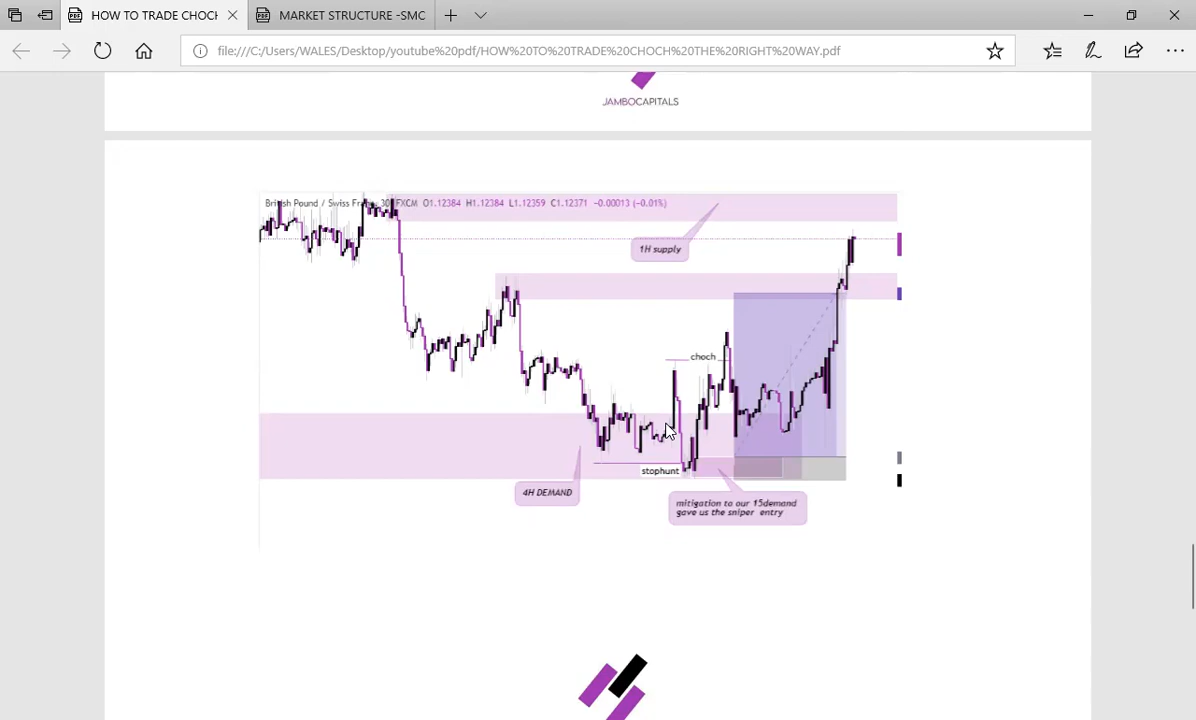 HOW TO TRADE CHOCH
MARKET STRUCTURE -SMC
file:///C:/Users/WALES/Desktop/youtube%20pdf/HOW%20TO%20TRADE%20CHOCH%20THE%20RIGHT%20WAY.pdf
JAMBOCAPITALS
British Pound / Swiss Franc 30 FXCM O1.12384 H1.12384 L1.12359 C1.12371 −0.00013 (−0.01%)
1H supply
choch
stophunt
4H DEMAND
mitigation to our 15demand
gave us the sniper entry